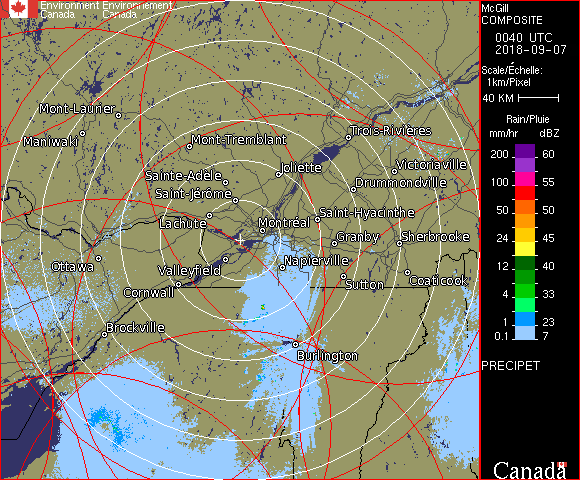 Environment Environnement
Canada Canada
McGill
COMPOSITE
0040 UTC
2018-09-07
Scale/Échelle:
1km/Pixel
40 KM
Rain/Pluie
mm/hr dBZ
200 60
100 55
50 50
24 45
12 40
4 33
1 23
0.1 7
PRECIPET
Canada
Mont-Laurier
Maniwaki
Mont-Tremblant
Trois-Rivières
Joliette
Victoriaville
Sainte-Adèle
Drummondville
Saint-Jérôme
Lachute
Saint-Hyacinthe
Montréal
Granby
Sherbrooke
Ottawa
Valleyfield
Napierville
Cornwall
Sutton
Coaticook
Brockville
Burlington